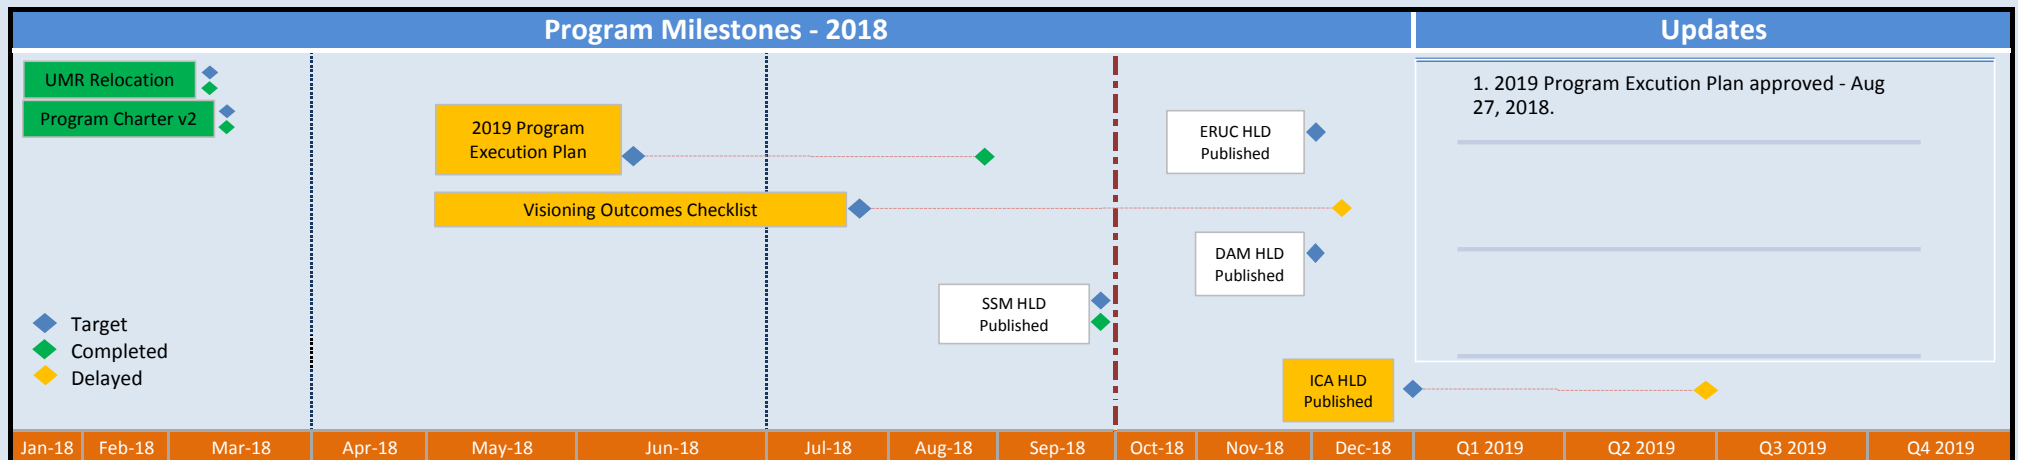 Program Milestones - 2018
Updates
UMR Relocation
Program Charter v2
2019 Program
Execution Plan
Visioning Outcomes Checklist
ERUC HLD
Published
DAM HLD
Published
SSM HLD
Published
ICA HLD
Published
1. 2019 Program Excution Plan approved - Aug
27, 2018.
Target
Completed
Delayed
Jan-18 Feb-18 Mar-18 Apr-18 May-18 Jun-18 Jul-18 Aug-18 Sep-18 Oct-18 Nov-18 Dec-18 Q1 2019 Q2 2019 Q3 2019 Q4 2019